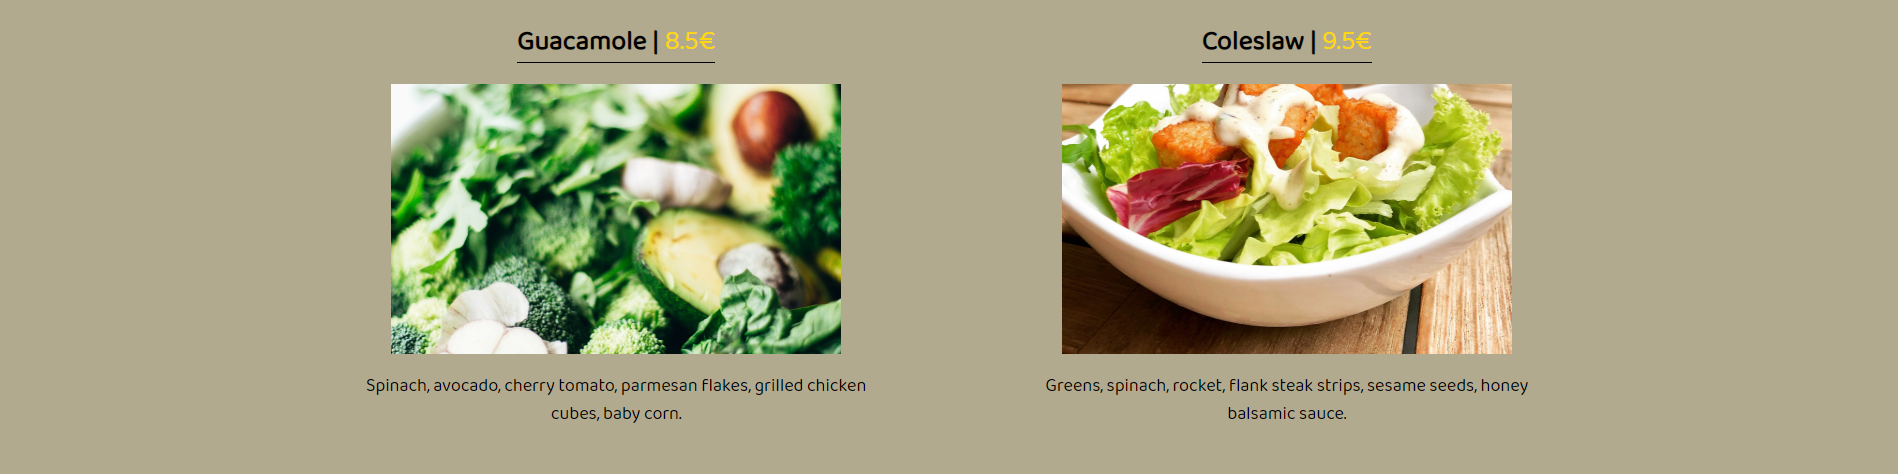 Guacamole | 8.5€
Spinach, avocado, cherry tomato, parmesan flakes, grilled chicken
cubes, baby corn.
Coleslaw | 9.5€
Greens, spinach, rocket, flank steak strips, sesame seeds, honey
balsamic sauce.